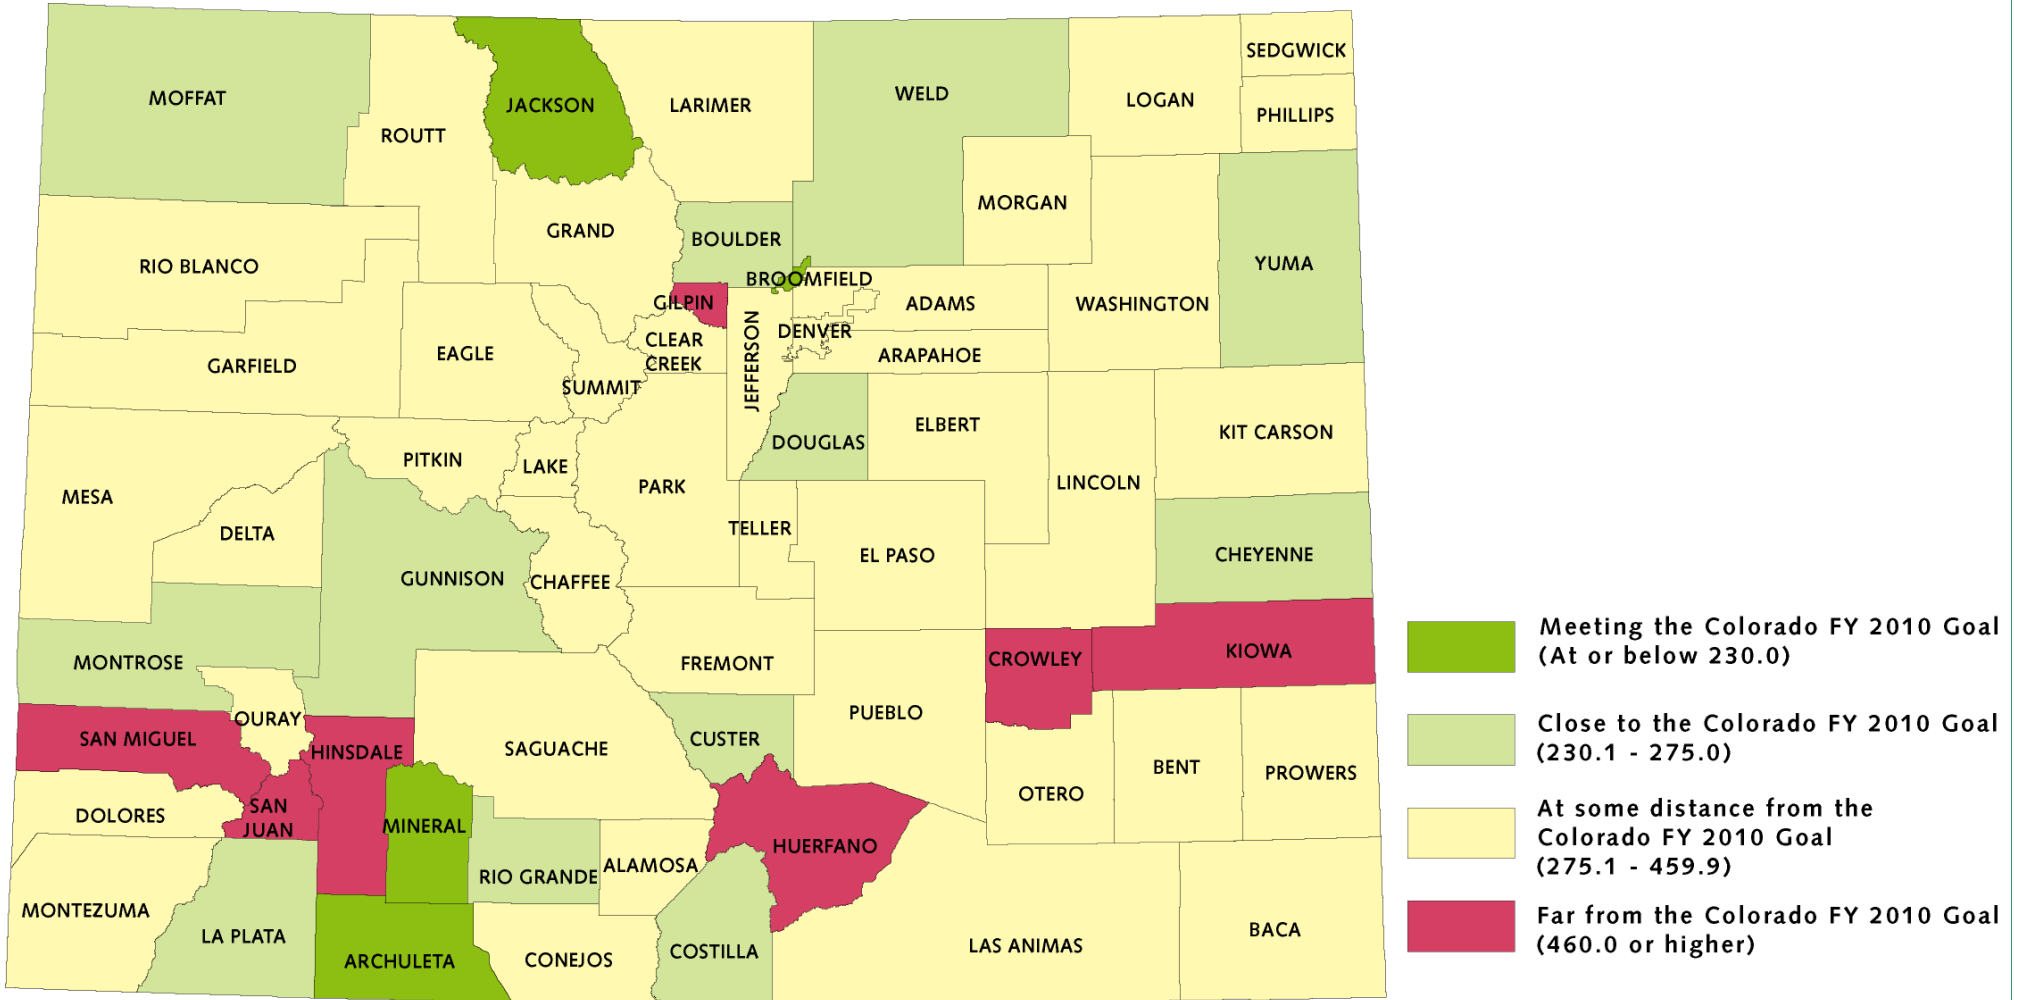 SEDGWICK
MOFFAT
JACKSON
LARIMER
WELD
LOGAN
PHILLIPS
ROUTT
MORGAN
GRAND
BOULDER
RIO BLANCO
YUMA
BROOMFIELD
GILPIN
ADAMS
WASHINGTON
CLEAR
CREEK
JEFFERSON
DENVER
EAGLE
ARAPAHOE
GARFIELD
SUMMIT
ELBERT
KIT CARSON
DOUGLAS
PITKIN
LAKE
LINCOLN
MESA
PARK
DELTA
TELLER
EL PASO
CHEYENNE
GUNNISON
CHAFFEE
MONTROSE
FREMONT
CROWLEY
KIOWA
OURAY
PUEBLO
SAN MIGUEL
HINSDALE
SAGUACHE
CUSTER
BENT
PROWERS
OTERO
SAN
JUAN
DOLORES
MINERAL
HUERFANO
ALAMOSA
RIO GRANDE
MONTEZUMA
LA PLATA
ARCHULETA
CONEJOS
COSTILLA
LAS ANIMAS
BACA
Meeting the Colorado FY 2010 Goal
(At or below 230.0)
Close to the Colorado FY 2010 Goal
(230.1 - 275.0)
At some distance from the
Colorado FY 2010 Goal
(275.1 - 459.9)
Far from the Colorado FY 2010 Goal
(460.0 or higher)